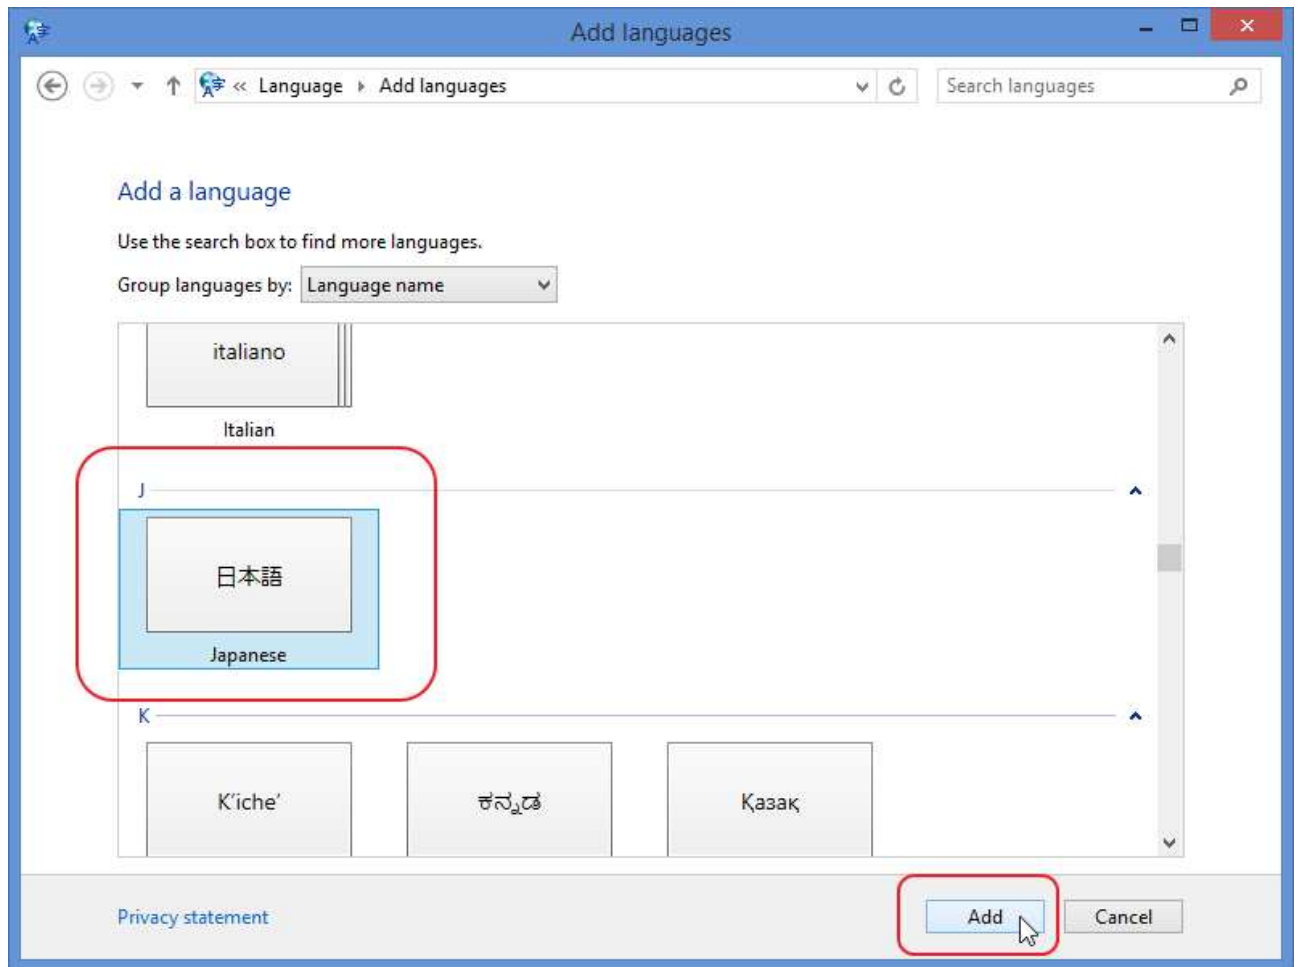 Add languages
« Language Add languages
Search languages
Add a language
Use the search box to find more languages.
Group languages by: Language name
italiano
Italian
J
日本語
Japanese
K
K'iche'
ಕನ್ನಡ
Қазақ
Privacy statement
Add
Cancel